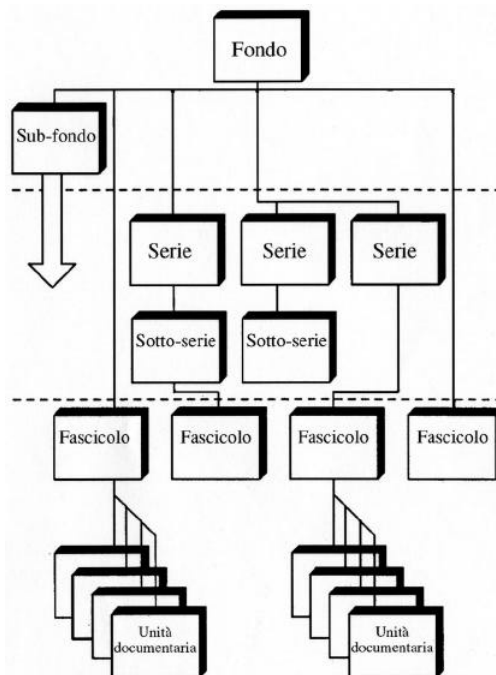 Fondo
Sub-fondo
Serie
Serie
Serie
Sotto-serie
Sotto-serie
Fascicolo
Fascicolo
Fascicolo
Fascicolo
Unità
documentaria
Unità
documentaria